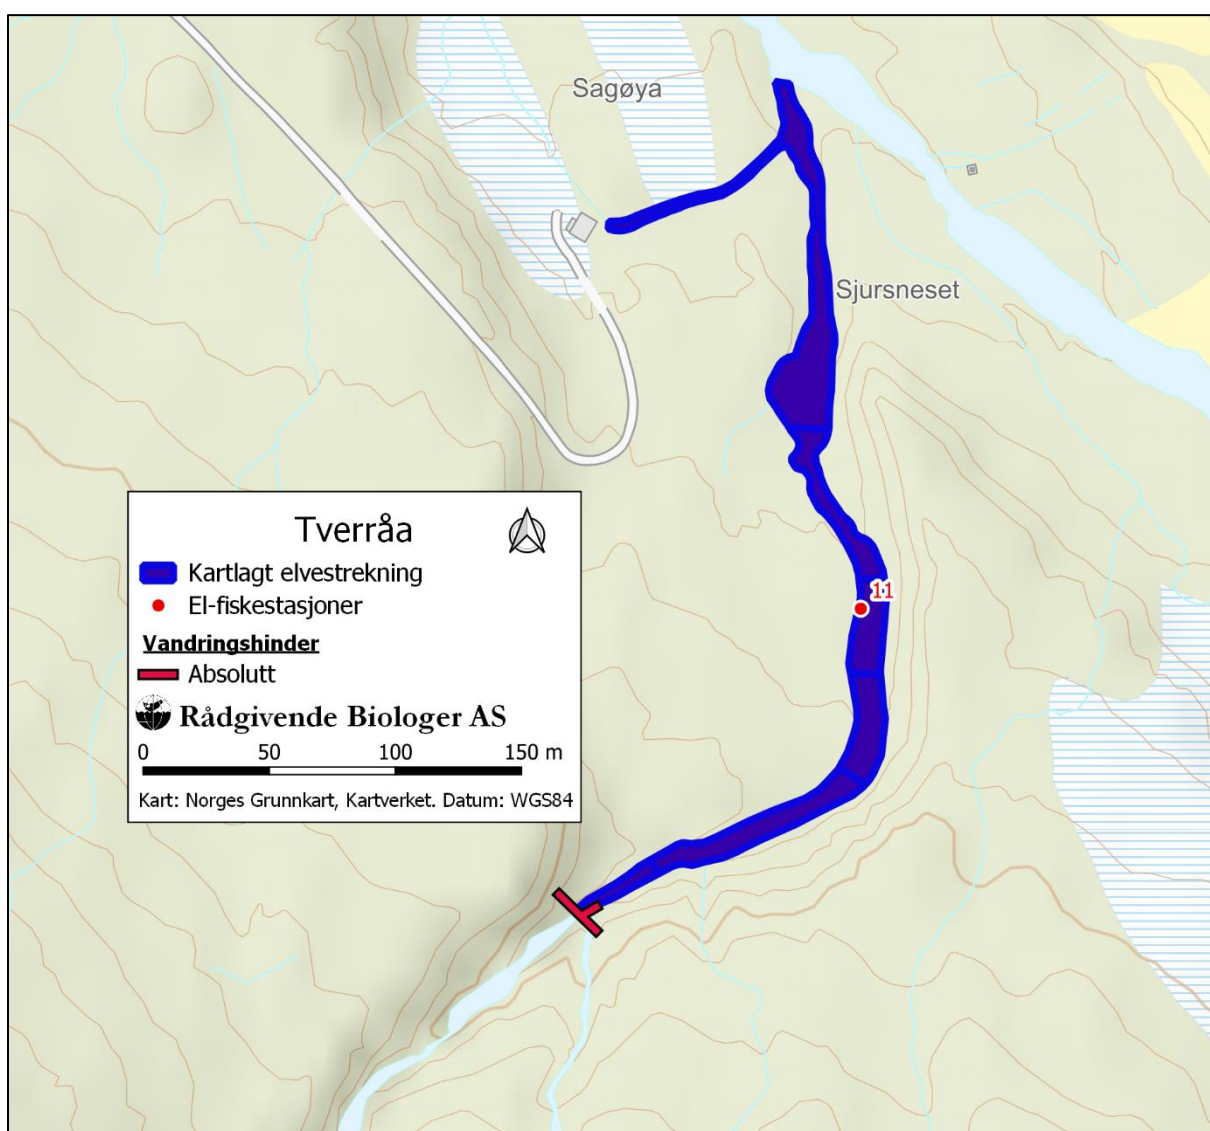 Sagøya
Sjursneset
11
Tverråa
Kartlagt elvestrekning
El-fiskestasjoner
Vandringshinder
Absolutt
Rådgivende Biologer AS
0 50 100 150 m
Kart: Norges Grunnkart, Kartverket. Datum: WGS84